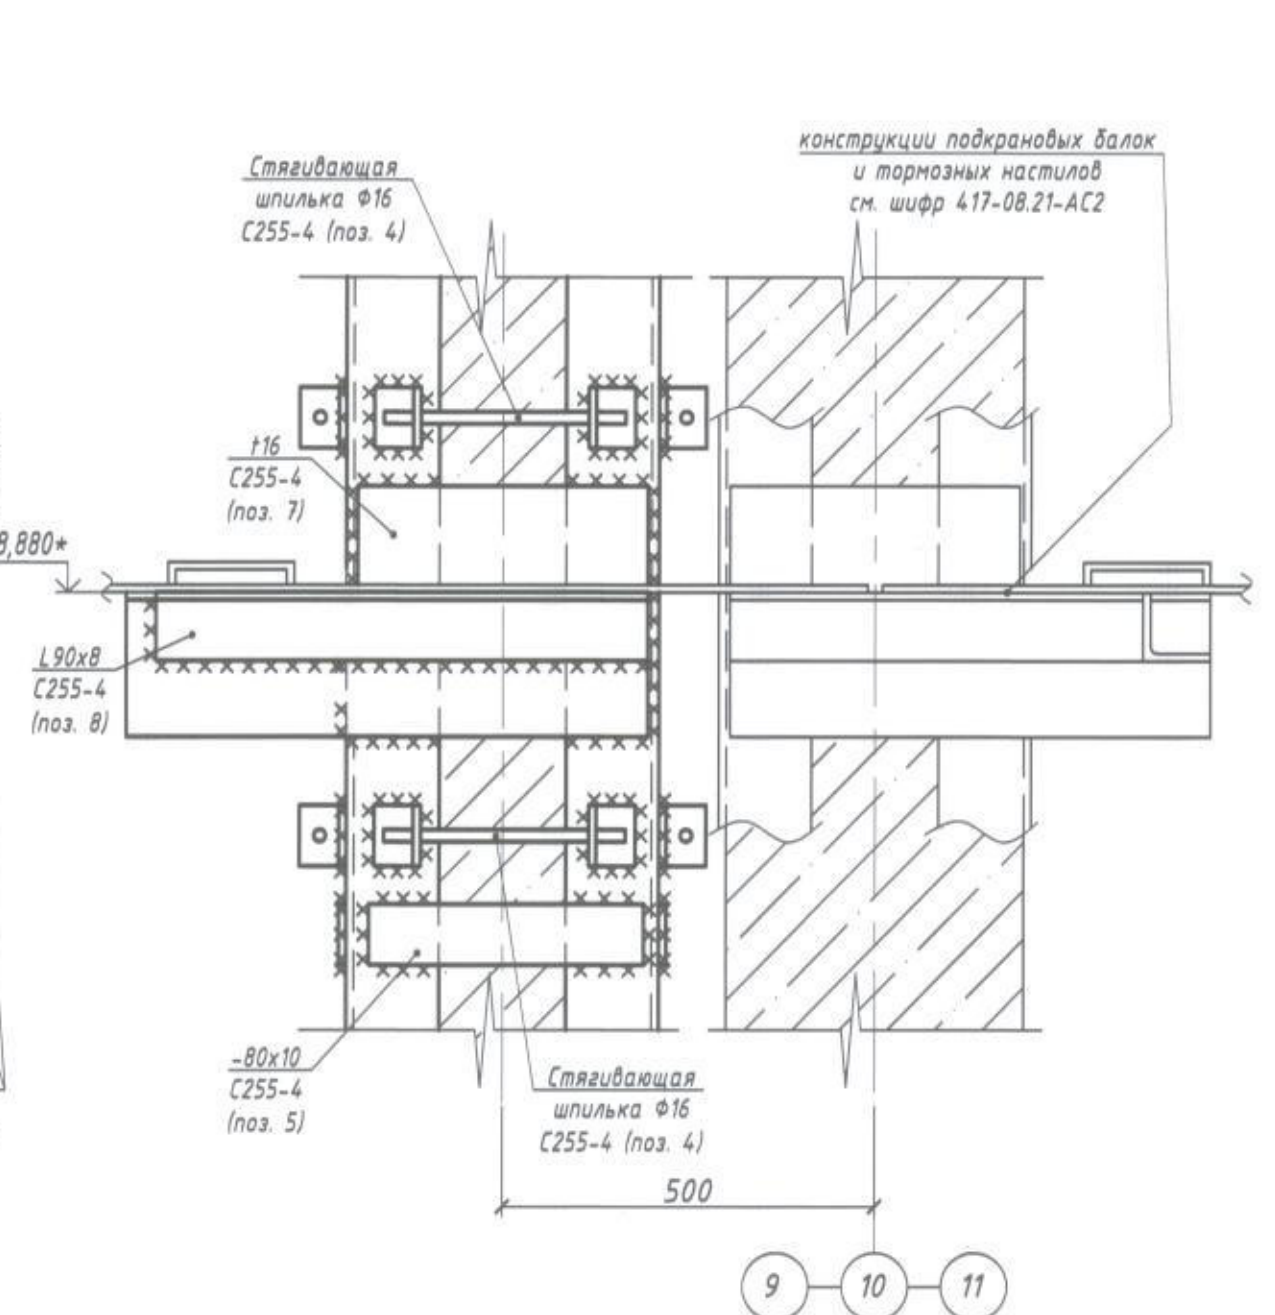 конструкции подкрановых балок
и тормозных настилов
см. шифр 417-08.21-АС2
Стягивающая
шпилька Ф16
С255-4 (поз. 4)
t16
С255-4
(поз. 7)
8,880*
L90x8
С255-4
(поз. 8)
-80x10
С255-4
(поз. 5)
Стягивающая
шпилька Ф16
С255-4 (поз. 4)
500
9
10
11